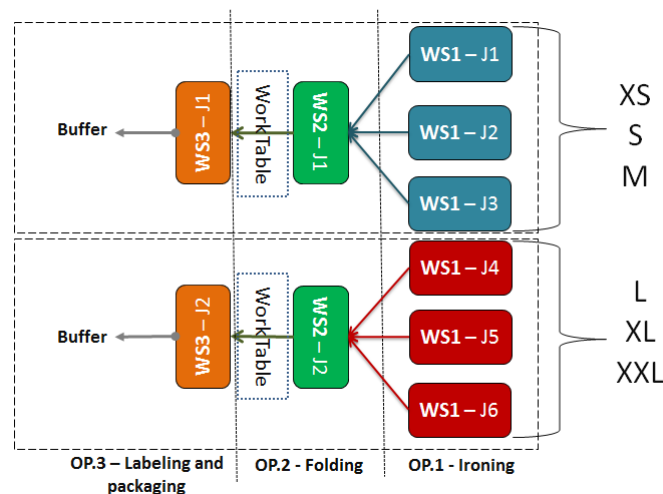 WS1 – J1
WS1 – J2
WS1 – J3
WS2 – J1
WorkTable
WS3 – J1
Buffer
XS
S
M
WS1 – J4
WS1 – J5
WS1 – J6
WS2 – J2
WorkTable
WS3 – J2
Buffer
L
XL
XXL
OP.3 – Labeling and
packaging
OP.2 - Folding
OP.1 - Ironing